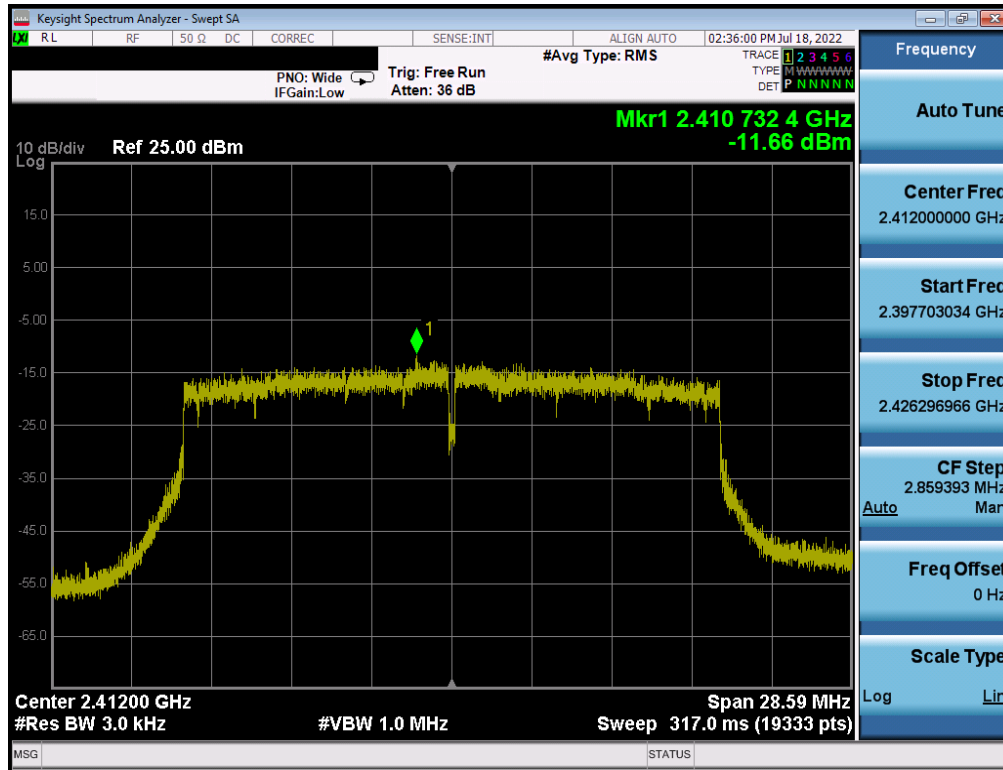 Keysight Spectrum Analyzer - Swept SA
LXI RL RF 50 Ω DC CORREC SENSE:INT ALIGN AUTO 02:36:00 PM Jul 18, 2022
Frequency
#Avg Type: RMS
TRACE 1 2 3 4 5 6
PNO: Wide
Trig: Free Run
TYPE M W W W W W
IFGain:Low
Atten: 36 dB
DET P N N N N N
Auto Tune
Mkr1 2.410 732 4 GHz
-11.66 dBm
10 dB/div
Ref 25.00 dBm
Log
15.0
5.00
-5.00
-15.0
-25.0
-35.0
-45.0
-55.0
-65.0
1
Center Freq
2.412000000 GHz
Start Freq
2.397703034 GHz
Stop Freq
2.426296966 GHz
CF Step
2.859393 MHz
Auto Man
Freq Offset
0 Hz
Scale Type
Log Lin
Center 2.41200 GHz
Span 28.59 MHz
#Res BW 3.0 kHz
#VBW 1.0 MHz
Sweep 317.0 ms (19333 pts)
MSG
STATUS